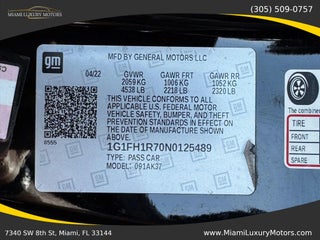 MIAMI LUXURY MOTORS
(305) 509-0757
gm
MFD BY GENERAL MOTORS LLC
04/22 GVWR GAWR FRT GAWR RR
2059 KG 1006 KG 1052 KG
4538 LB 2218 LB 2320 LB
THIS VEHICLE CONFORMS TO ALL
APPLICABLE U.S. FEDERAL MOTOR
VEHICLE SAFETY, BUMPER, AND
THEFT PREVENTION STANDARDS IN
EFFECT ON THE DATE OF
MANUFACTURE SHOWN ABOVE.
1G1FH1R70N0125489
TYPE: PASS CAR
MODEL: 091AK37
The combined
TIRE
FRONT
REAR
SPARE
7340 SW 8th St, Miami, FL 33144
www.MiamiLuxuryMotors.com